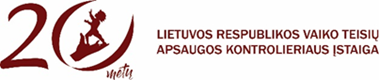 20 metų
LIETUVOS RESPUBLIKOS VAIKO TEISIŲ
APSAUGOS KONTROLIERIAUS ĮSTAIGA